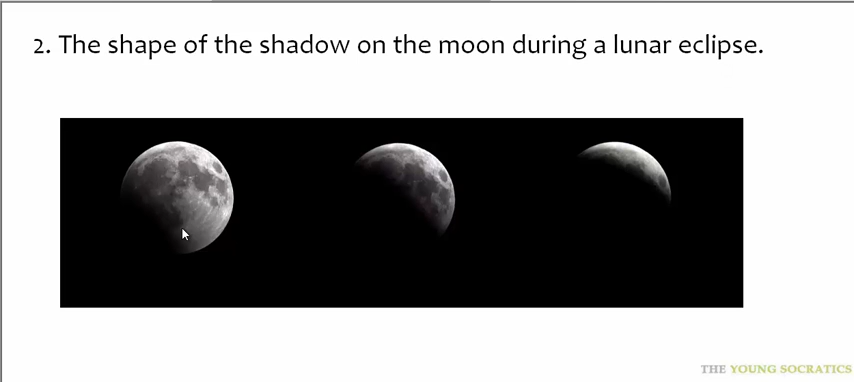 2. The shape of the shadow on the moon during a lunar eclipse.
THE YOUNG SOCRATICS